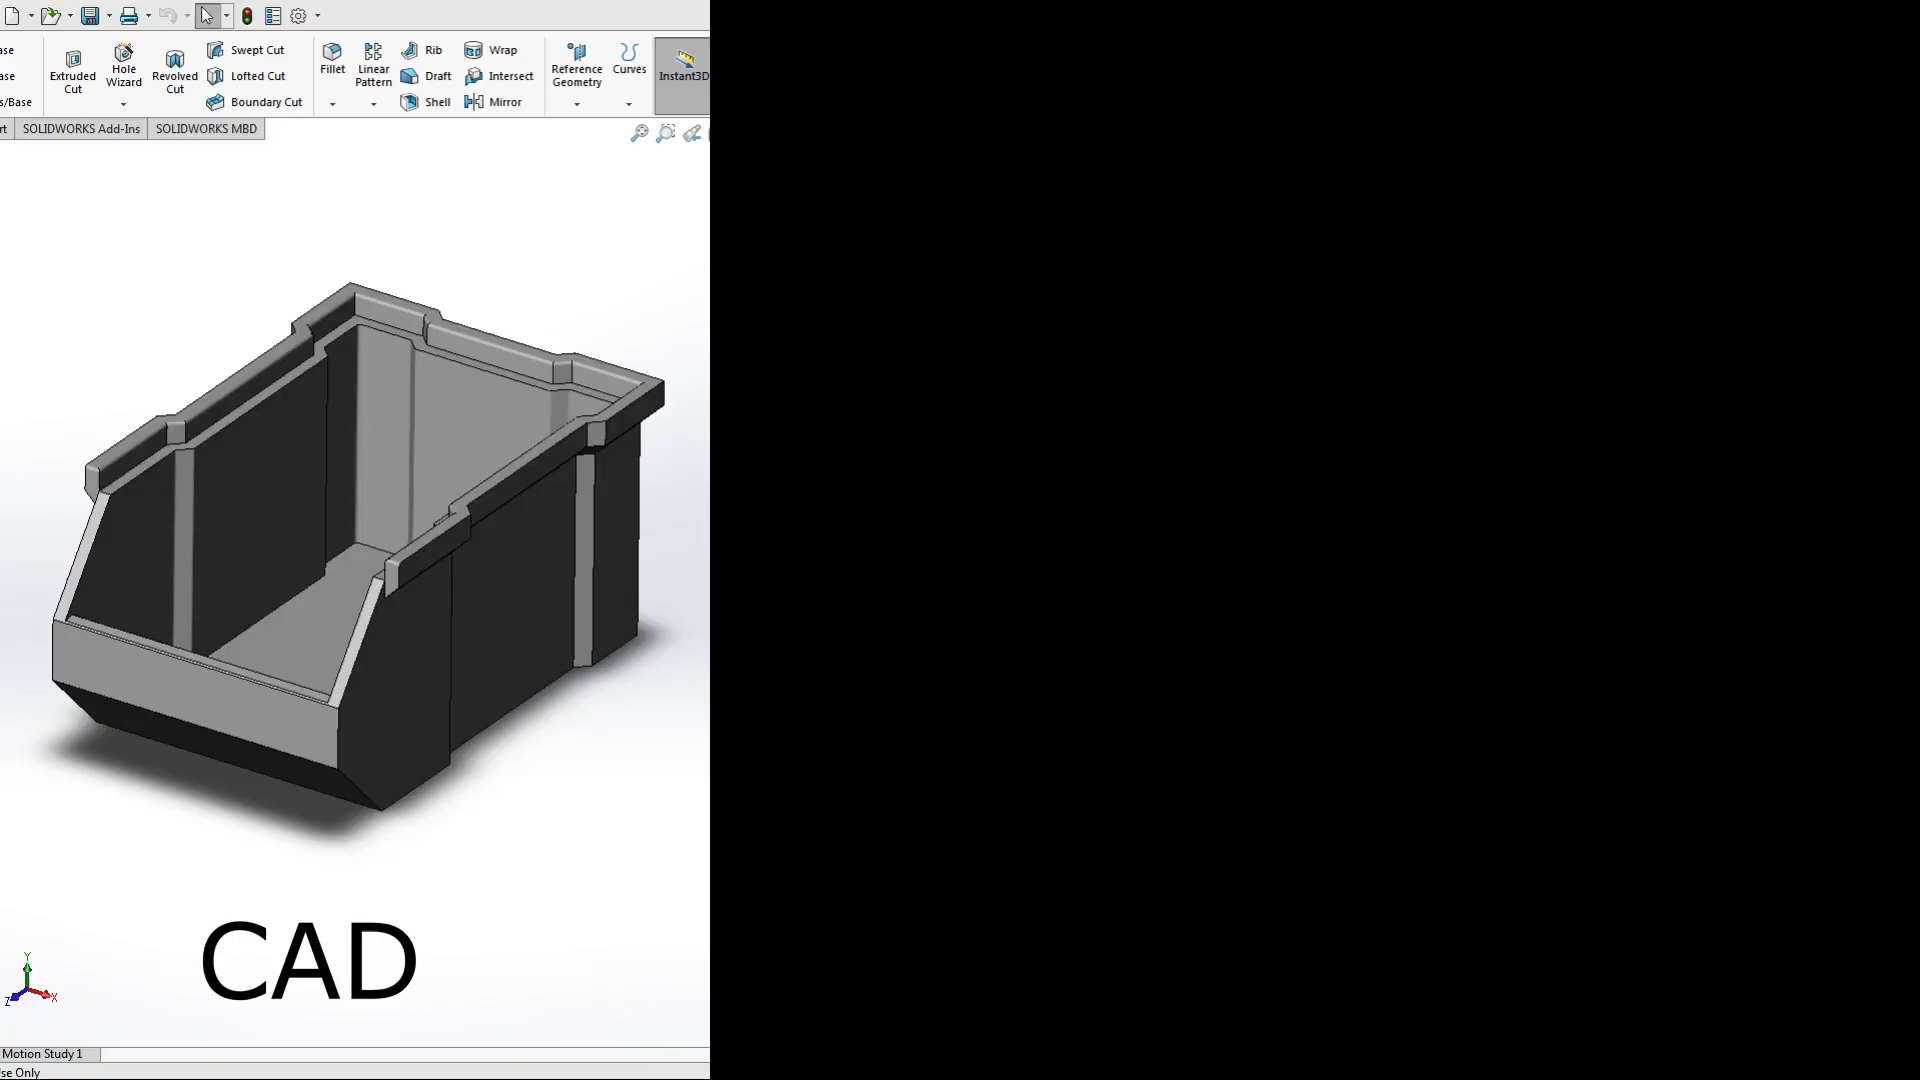 ase
ase
s/Base
Extruded Cut
Hole Wizard
Revolved Cut
Swept Cut
Lofted Cut
Boundary Cut
Fillet
Linear Pattern
Rib
Draft
Shell
Wrap
Intersect
Mirror
Reference Geometry
Curves
Instant3D
rt
SOLIDWORKS Add-Ins
SOLIDWORKS MBD
CAD
Y
Z
X
Motion Study 1
se Only